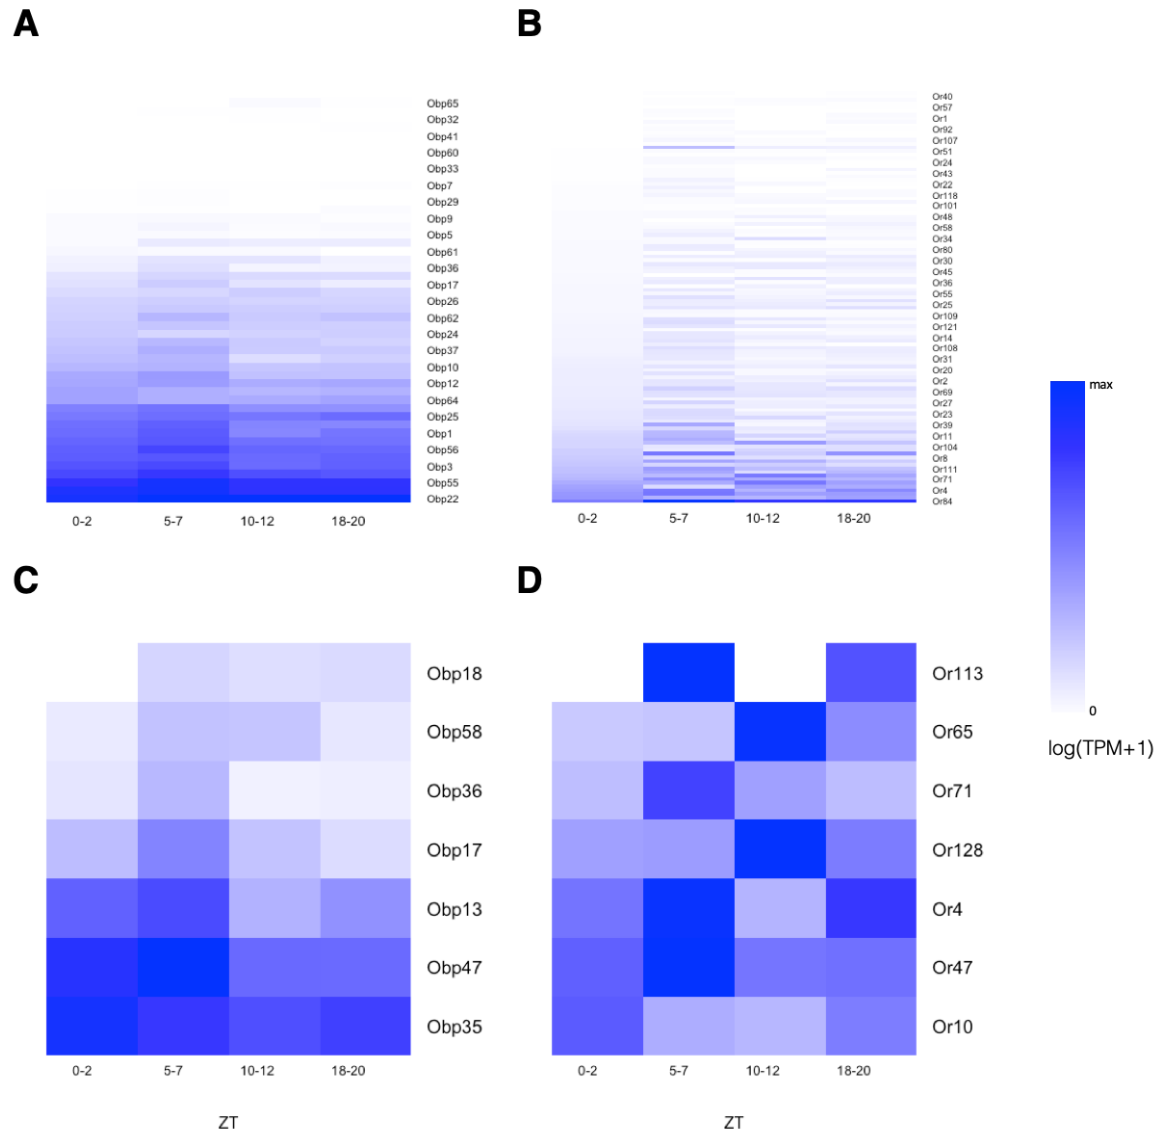 A
B
Obp65
Obp32
Obp41
Obp60
Obp33
Obp7
Obp29
Obp9
Obp5
Obp61
Obp36
Obp17
Obp26
Obp62
Obp24
Obp37
Obp10
Obp12
Obp64
Obp25
Obp1
Obp56
Obp3
Obp55
Obp22
0-2 5-7 10-12 18-20
Or40
Or57
Or1
Or92
Or107
Or51
Or24
Or43
Or22
Or118
Or101
Or48
Or58
Or34
Or80
Or30
Or45
Or36
Or55
Or25
Or109
Or121
Or14
Or108
Or31
Or20
Or2
Or69
Or27
Or23
Or39
Or11
Or104
Or8
Or111
Or71
Or4
Or84
0-2 5-7 10-12 18-20
max
0
log(TPM+1)
C
Obp18
Obp58
Obp36
Obp17
Obp13
Obp47
Obp35
0-2 5-7 10-12 18-20
ZT
D
Or113
Or65
Or71
Or128
Or4
Or47
Or10
0-2 5-7 10-12 18-20
ZT